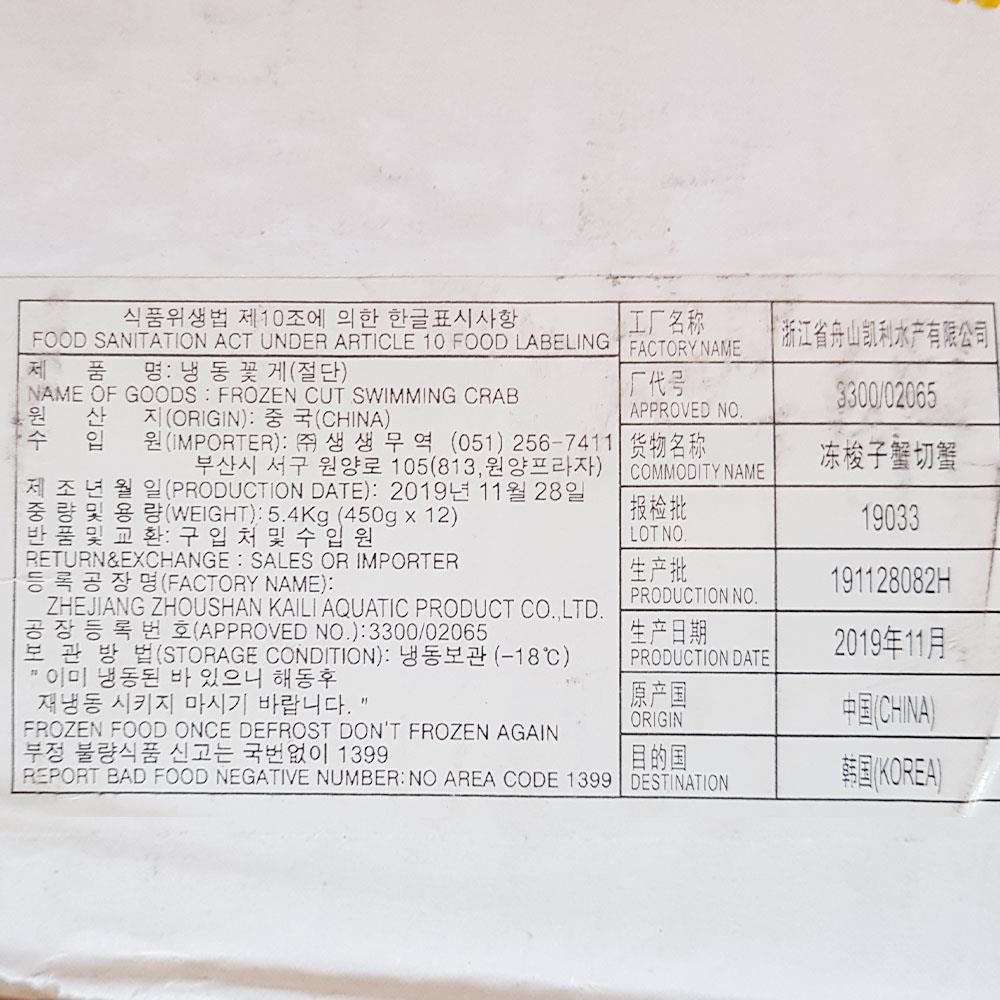 식품위생법 제10조에 의한 한글표시사항
FOOD SANITATION ACT UNDER ARTICLE 10 FOOD LABELING
제 품 명: 냉 동 꽃 게(절단)
NAME OF GOODS : FROZEN CUT SWIMMING CRAB
원 산 지(ORIGIN): 중 국(CHINA)
수 입 원(IMPORTER): ㈜ 생 생 무 역 (051) 256-7411
부산시 서구 원양로 105(813,원양프라자)
제 조 년 월 일(PRODUCTION DATE): 2019년 11월 28일
중 량 및 용 량(WEIGHT): 5.4Kg (450g x 12)
반 품 및 교 환: 구 입 처 및 수 입 원
RETURN&EXCHANGE : SALES OR IMPORTER
등 록 공 장 명(FACTORY NAME):
ZHEJIANG ZHOUSHAN KAILI AQUATIC PRODUCT CO.,LTD.
공 장 등 록 번 호(APPROVED NO.):3300/02065
보 관 방 법(STORAGE CONDITION): 냉동보관 (-18℃)
" 이미 냉동된 바 있으니 해동후
재냉동 시키지 마시기 바랍니다. "
FROZEN FOOD ONCE DEFROST DON'T FROZEN AGAIN
부정 불량식품 신고는 국번없이 1399
REPORT BAD FOOD NEGATIVE NUMBER: NO AREA CODE 1399
工厂名称 浙江省舟山凯利水产有限公司
FACTORY NAME
厂代号 3300/02065
APPROVED NO.
货物名称 冻梭子蟹切蟹
COMMODITY NAME
报检批 19033
LOT NO.
生产批 191128082H
PRODUCTION NO.
生产日期 2019年11月
PRODUCTION DATE
原产国 中国(CHINA)
ORIGIN
目的国 韩国(KOREA)
DESTINATION